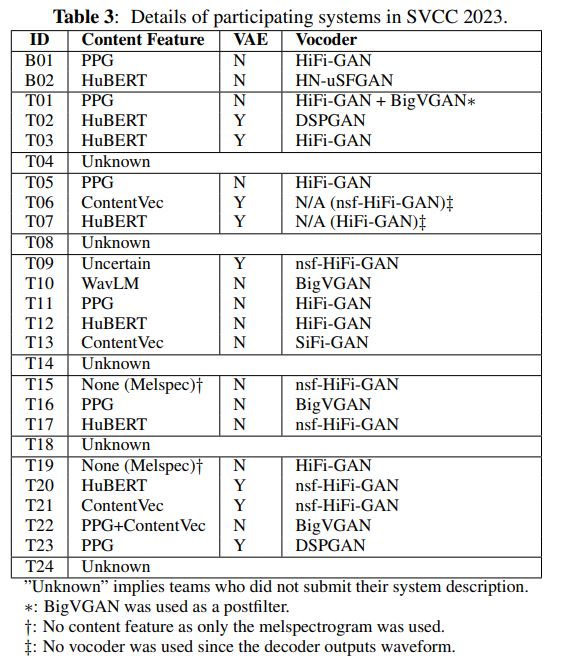 Table 3: Details of participating systems in SVCC 2023.
ID Content Feature VAE Vocoder
B01 PPG N HiFi-GAN
B02 HuBERT N HN-uSFGAN
T01 PPG N HiFi-GAN + BigVGAN∗
T02 HuBERT Y DSPGAN
T03 HuBERT Y HiFi-GAN
T04 Unknown
T05 PPG N HiFi-GAN
T06 ContentVec Y N/A (nsf-HiFi-GAN)‡
T07 HuBERT Y N/A (HiFi-GAN)‡
T08 Unknown
T09 Uncertain Y nsf-HiFi-GAN
T10 WavLM N BigVGAN
T11 PPG N HiFi-GAN
T12 HuBERT N HiFi-GAN
T13 ContentVec N SiFi-GAN
T14 Unknown
T15 None (Melspec)† N nsf-HiFi-GAN
T16 PPG N BigVGAN
T17 HuBERT N nsf-HiFi-GAN
T18 Unknown
T19 None (Melspec)† N HiFi-GAN
T20 HuBERT Y nsf-HiFi-GAN
T21 ContentVec Y nsf-HiFi-GAN
T22 PPG+ContentVec N BigVGAN
T23 PPG Y DSPGAN
T24 Unknown
”Unknown” implies teams who did not submit their system description.
∗: BigVGAN was used as a postfilter.
†: No content feature as only the melspectrogram was used.
‡: No vocoder was used since the decoder outputs waveform.